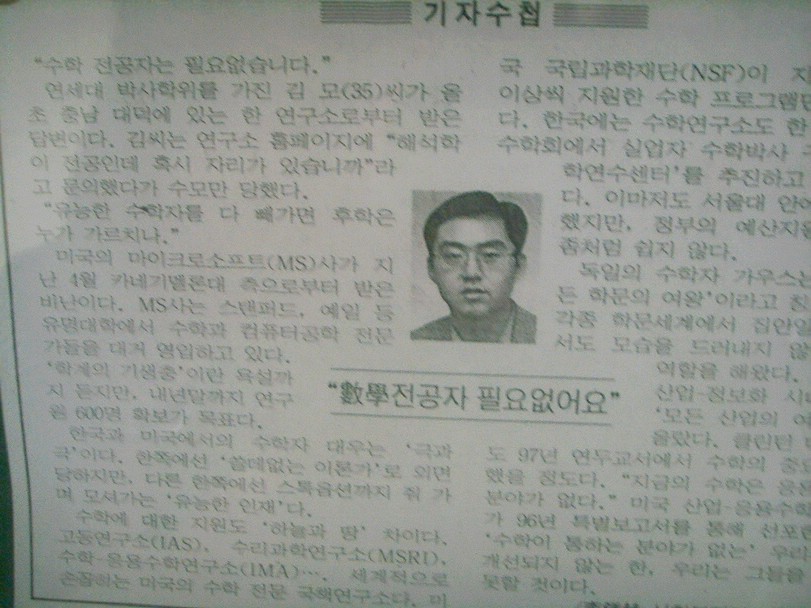 기자수첩
“수학 전공자는 필요없습니다.”
연세대 박사학위를 가진 김 모(35)씨가 올
초 충남 대덕에 있는 한 연구소로부터 받은
답변이다. 김씨는 연구소 홈페이지에 “해석학
이 전공인데 혹시 자리가 있습니까”라
고 문의했다가 수모만 당했다.
“유능한 수학자를 다 빼가면 후학은
누가 가르치나.”
미국의 마이크로소프트(MS)사가 지
난 4월 카네기멜론대 측으로부터 받은
비난이다. MS사는 스탠퍼드, 예일 등
유명대학에서 수학과 컴퓨터공학 전문
가들을 대거 영입하고 있다.
‘학계의 기생충’이란 욕설까
지 듣지만, 내년말까지 연구
원 600명 확보가 목표다.
한국과 미국에서의 수학자 대우는 ‘극과
극’이다. 한쪽에선 ‘쓸데없는 이론가’로 외면
당하지만, 다른 한쪽에선 스톡옵션까지 줘 가
며 모셔가는 ‘유능한 인재’다.
수학에 대한 지원도 ‘하늘과 땅’ 차이다.
고등연구소(IAS), 수리과학연구소(MSRI),
수학-응용수학연구소(IMA)…. 세계적으로
손꼽히는 미국의 수학 전문 국책연구소다. 미
“數學전공자 필요없어요”
국 국립과학재단(NSF)이 지
이상씩 지원한 수학 프로그램
다. 한국에는 수학연구소도 한
수학회에서 실업자 수학박사 구
학연수센터’를 추진하고
다. 이마저도 서울대 안에
했지만, 정부의 예산지원
좀처럼 쉽지 않다.
독일의 수학자 가우스는
든 학문의 여왕’이라고 칭
각종 학문세계에서 집안일
서도 모습을 드러내지 않
역할을 해왔다.
산업-정보화 시대
‘모든 산업의 여
올랐다. 클린턴
도 97년 연두교서에서 수학의 중요
했을 정도다. “지금의 수학은 응용
분야가 없다.” 미국 산업-응용수학
가 96년 특별보고서를 통해 선포한
‘수학이 통하는 분야가 없는’ 우리
개선되지 않는 한, 우리는 그들을
못할 것이다.